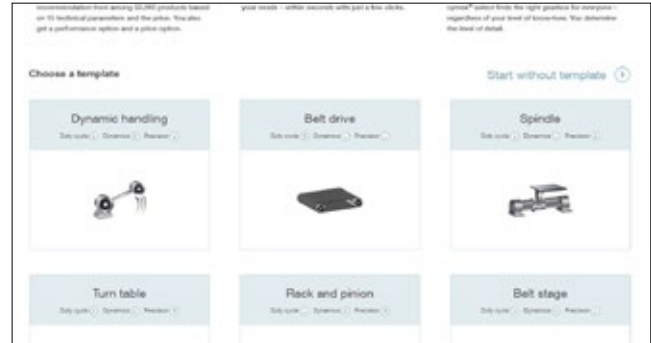 recommendation from among 50,000 products based
on 15 technical parameters and the price. You also
get a performance option and a price option.
your needs – within seconds with just a few clicks.
cymex® select finds the right gearbox for everyone –
regardless of your level of know-how. You determine
the level of detail.
Choose a template
Start without template
Dynamic handling
Duty cycle Dynamics Precision
Belt drive
Duty cycle Dynamics Precision
Spindle
Duty cycle Dynamics Precision
Turn table
Duty cycle Dynamics Precision
Rack and pinion
Duty cycle Dynamics Precision
Belt stage
Duty cycle Dynamics Precision